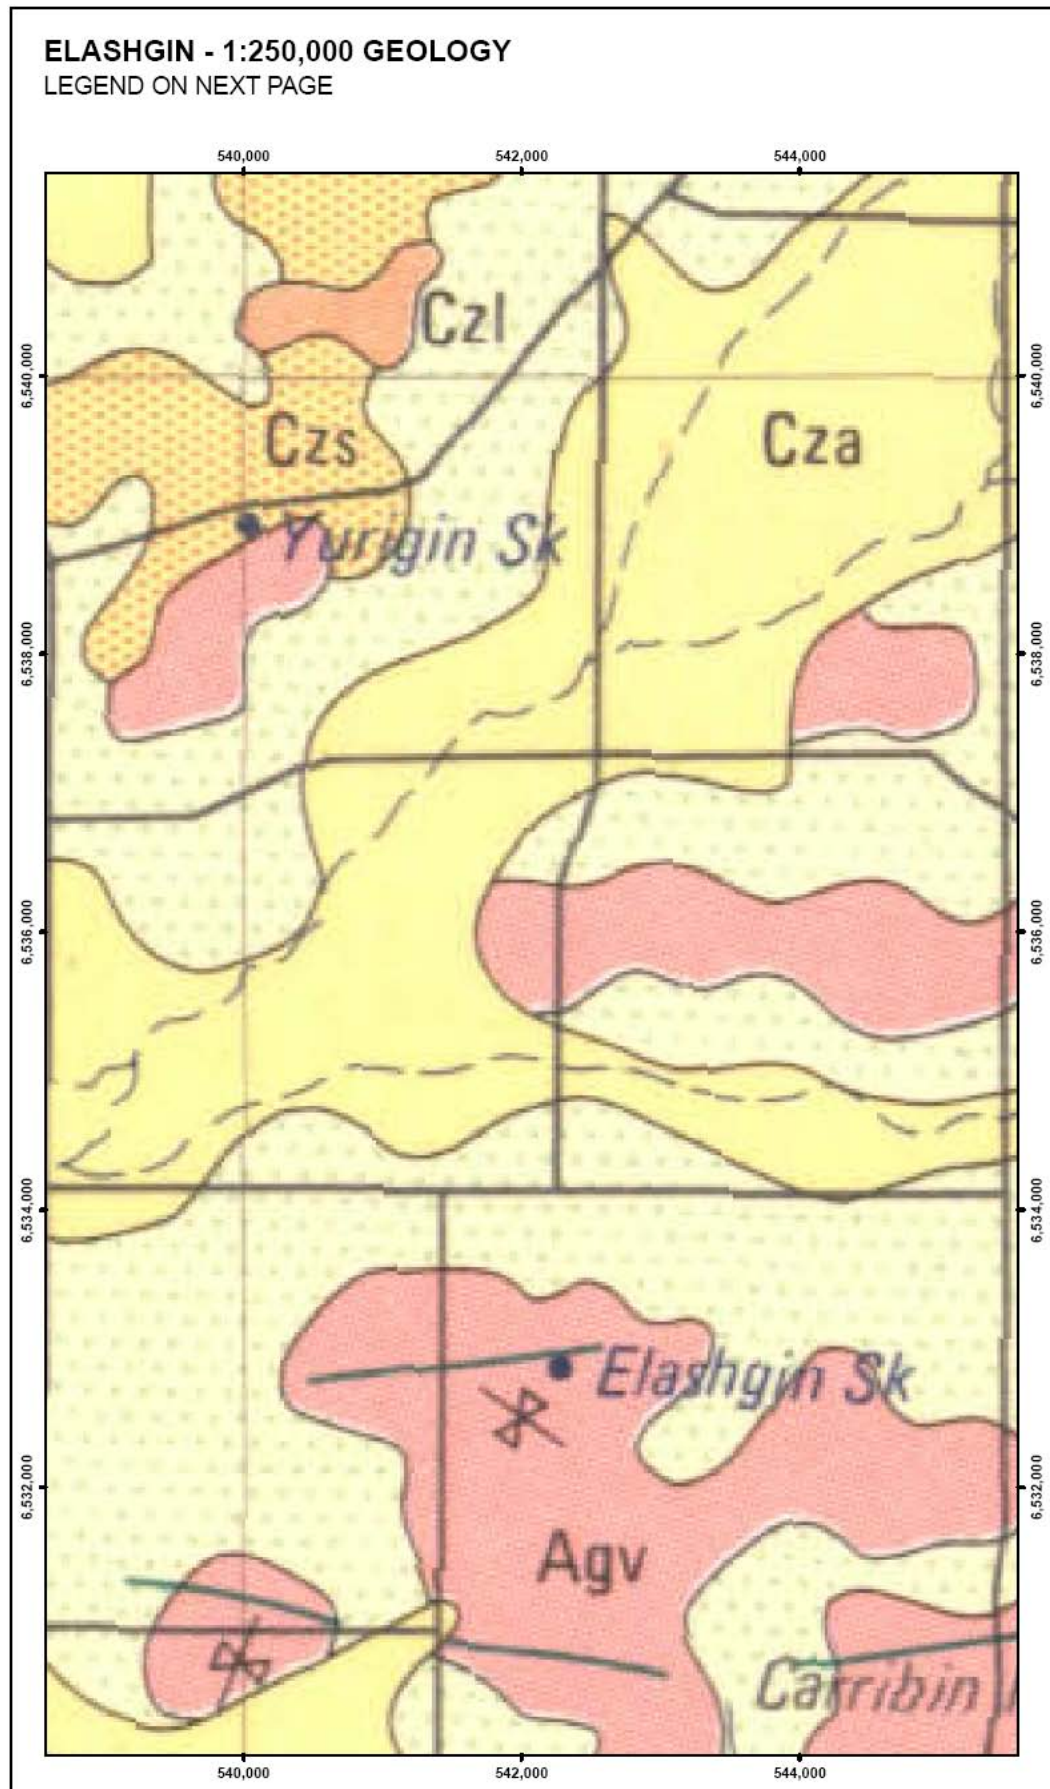 ELASHGIN - 1:250,000 GEOLOGY
LEGEND ON NEXT PAGE
540,000
542,000
544,000
Czl
6,540,000
6,540,000
Czs
Cza
Yurigin Sk
6,538,000
6,538,000
6,536,000
6,536,000
6,534,000
6,534,000
Elashgin Sk
6,532,000
6,532,000
Agv
Carribin
540,000
542,000
544,000